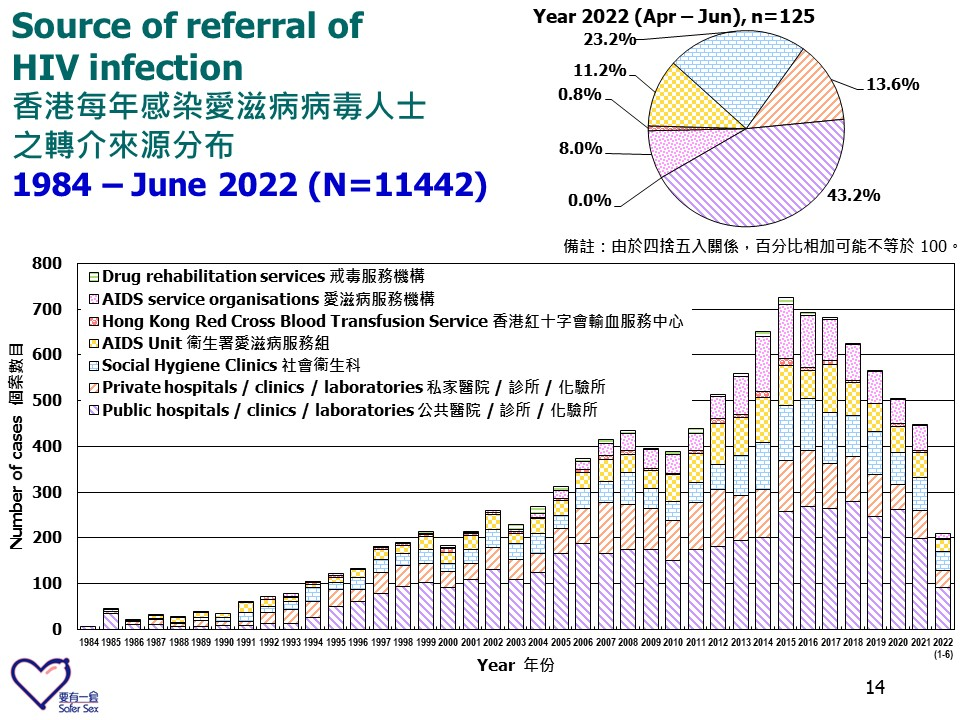 Source of referral of
HIV infection
香港每年感染愛滋病病毒人士
之轉介來源分布
1984 – June 2022 (N=11442)
Year 2022 (Apr – Jun), n=125
23.2%
11.2%
13.6%
0.8%
8.0%
43.2%
0.0%
備註：由於四捨五入關係，百分比相加可能不等於 100。
Number of cases 個案數目
800
700
600
500
400
300
200
100
0
Drug rehabilitation services 戒毒服務機構
AIDS service organisations 愛滋病服務機構
Hong Kong Red Cross Blood Transfusion Service 香港紅十字會輸血服務中心
AIDS Unit 衞生署愛滋病服務組
Social Hygiene Clinics 社會衞生科
Private hospitals / clinics / laboratories 私家醫院 / 診所 / 化驗所
Public hospitals / clinics / laboratories 公共醫院 / 診所 / 化驗所
1984 1985 1986 1987 1988 1989 1990 1991 1992 1993 1994 1995 1996 1997 1998 1999 2000 2001 2002 2003 2004 2005 2006 2007 2008 2009 2010 2011 2012 2013 2014 2015 2016 2017 2018 2019 2020 2021 2022
(1-6)
Year 年份
要有一套
Safer Sex
14